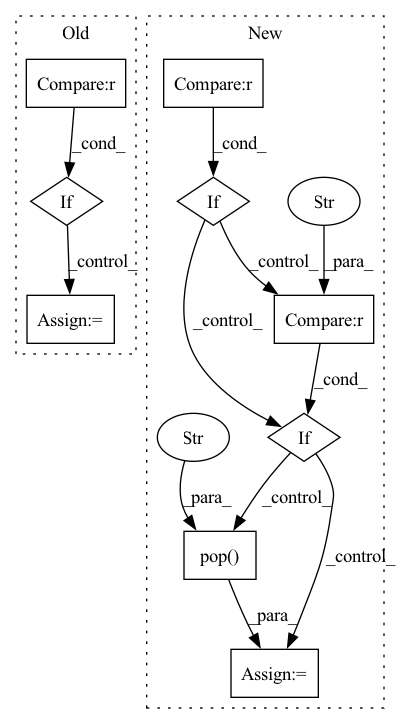 Old
New
Compare:r
Compare:r
_cond_
_cond_
If
If
Str
_control_
_control_
_para_
_control_
Assign:=
Compare:r
_cond_
Str
If
_para_
_control_
_control_
pop()
_para_
Assign:=